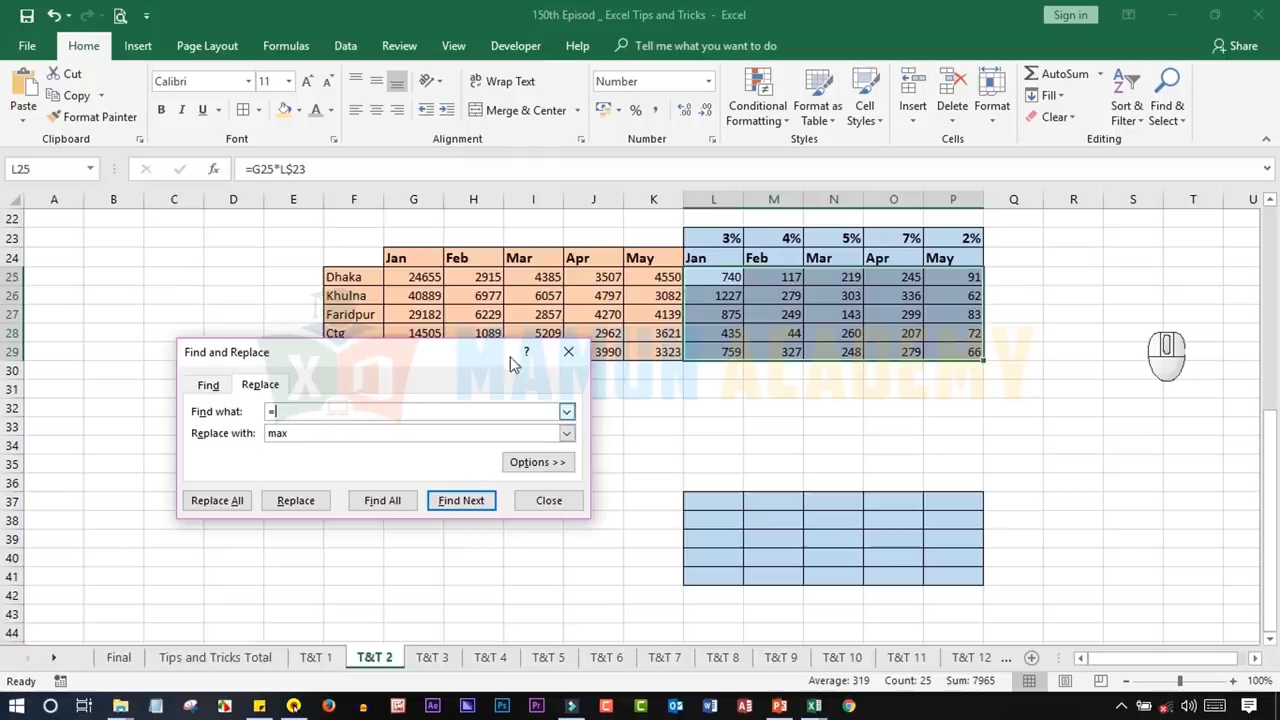 150th Episod _ Excel Tips and Tricks - Excel
Sign in
File Home Insert Page Layout Formulas Data Review View Developer Help Tell me what you want to do Share
Paste
Cut
Copy
Format Painter
Calibri 11
B I U
Wrap Text
Merge & Center
Number
Conditional Formatting
Format as Table
Cell Styles
Insert
Delete
Format
AutoSum
Fill
Clear
Sort & Filter
Find & Select
Clipboard Font Alignment Number Styles Cells Editing
L25 fx =G25*L$23
A B C D E F G H I J K L M N O P Q R S T U
22
23 3% 4% 5% 7% 2%
24 Jan Feb Mar Apr May Jan Feb Mar Apr May
25 Dhaka 24655 2915 4385 3507 4550 740 117 219 245 91
26 Khulna 40889 6977 6057 4797 3082 1227 279 303 336 62
27 Faridpur 29182 6229 2857 4270 4139 875 249 143 299 83
28 Ctg 14505 1089 5209 2962 3621 435 44 260 207 72
29 3990 3323 759 327 248 279 66
30
31
32
33
34
35
36
37
38
39
40
41
42
43
44
MAMUN ACADEMY
Find and Replace ?
Find Replace
Find what: =
Replace with: max
Options >>
Replace All Replace Find All Find Next Close
Final Tips and Tricks Total T&T 1 T&T 2 T&T 3 T&T 4 T&T 5 T&T 6 T&T 7 T&T 8 T&T 9 T&T 10 T&T 11 T&T 12 ...
Ready Average: 319 Count: 25 Sum: 7965 100%